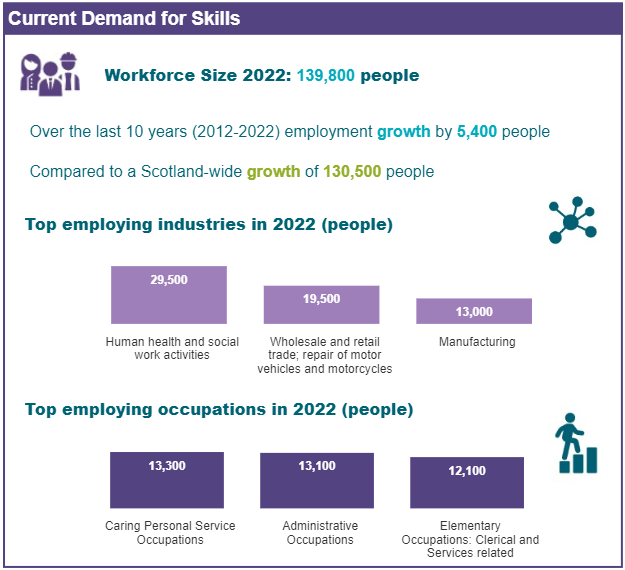 Current Demand for Skills
Workforce Size 2022: 139,800 people
Over the last 10 years (2012-2022) employment growth by 5,400 people
Compared to a Scotland-wide growth of 130,500 people
Top employing industries in 2022 (people)
29,500
19,500
13,000
Human health and social
work activities
Wholesale and retail
trade; repair of motor
vehicles and motorcycles
Manufacturing
Top employing occupations in 2022 (people)
13,300
13,100
12,100
Caring Personal Service
Occupations
Administrative
Occupations
Elementary
Occupations: Clerical and
Services related